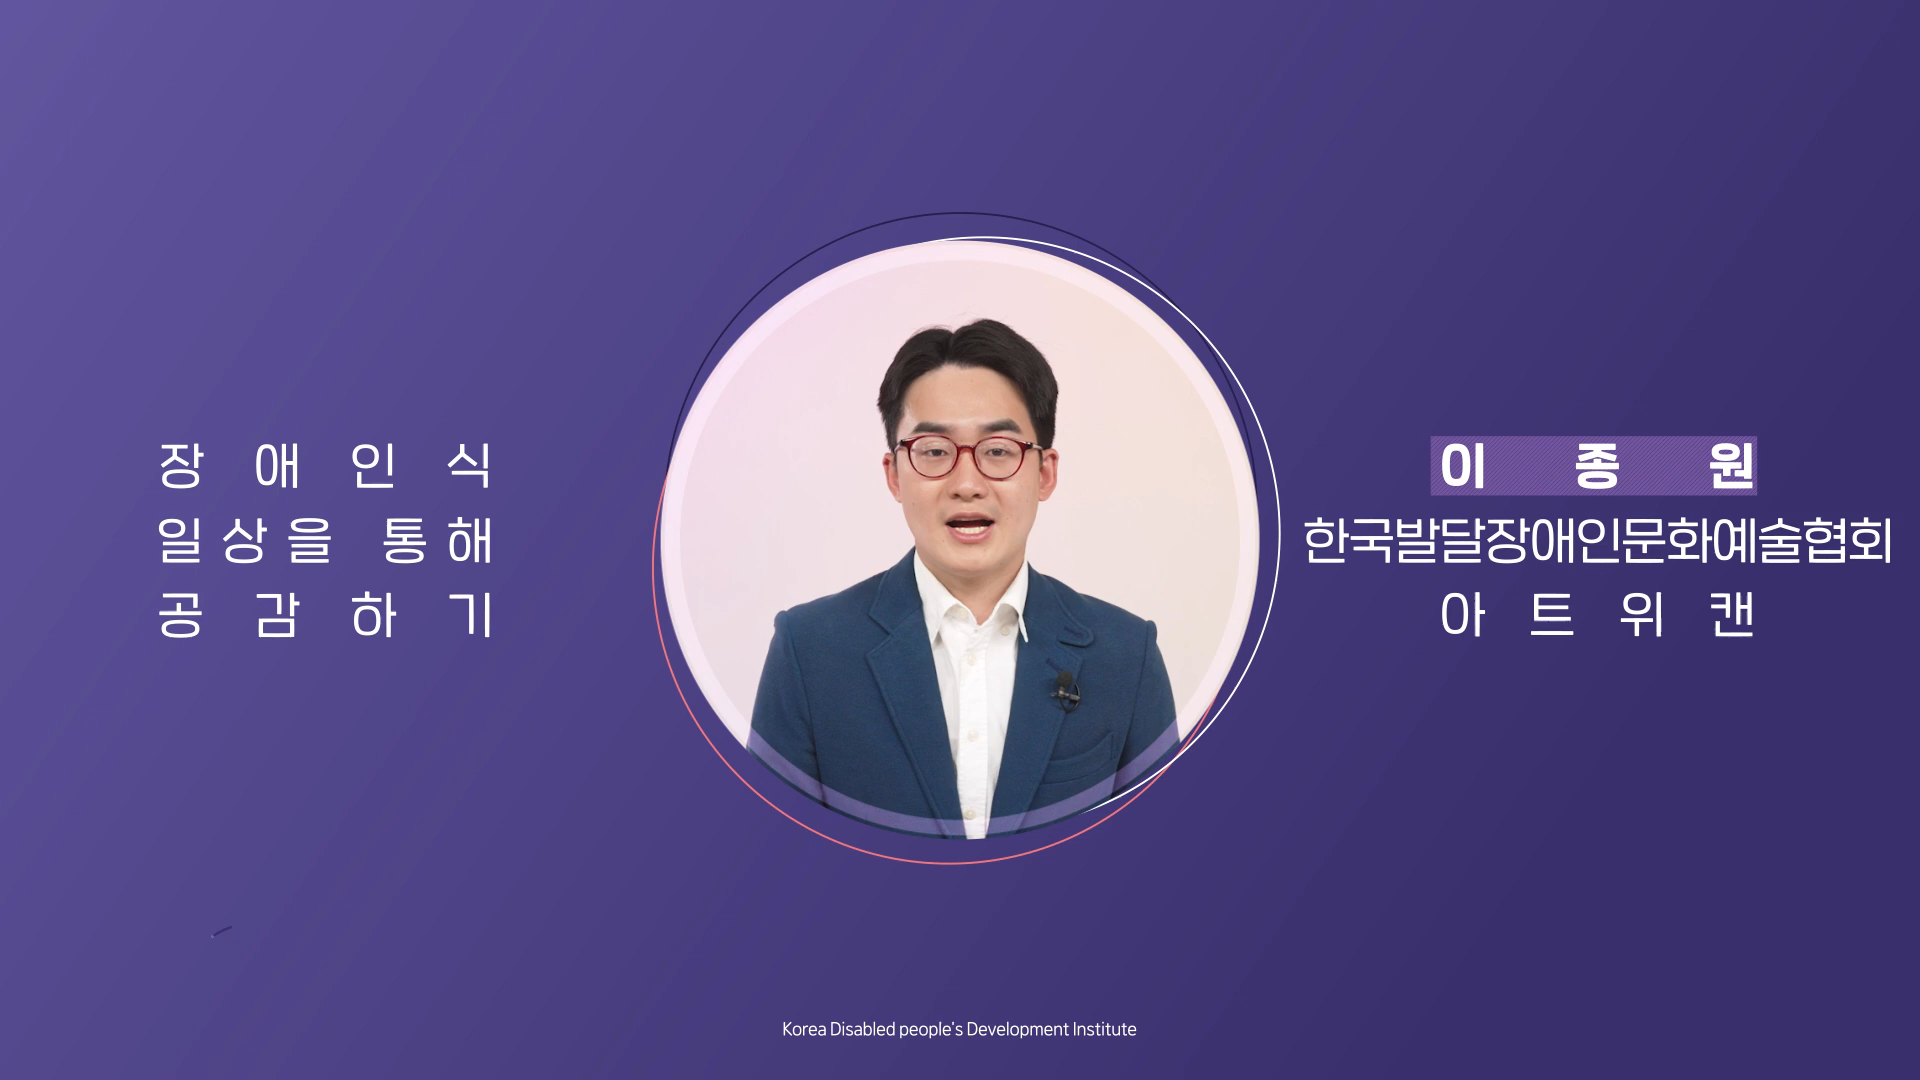 장애인식
일상을 통해
공감하기
이종원
한국발달장애인문화예술협회
아트위캔
Korea Disabled people's Development Institute